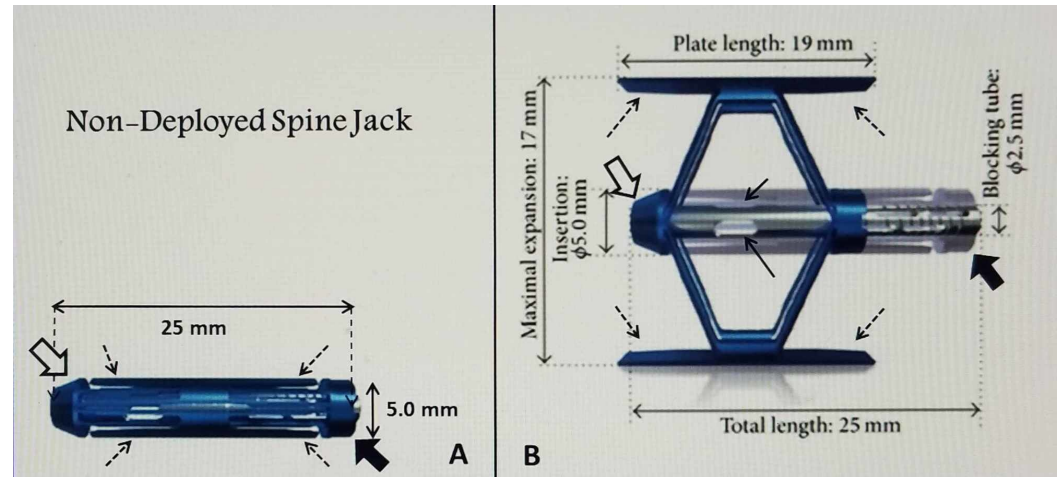 Non-Deployed Spine Jack
25 mm
5.0 mm
A
Plate length: 19 mm
Maximal expansion: 17 mm
Insertion:
ϕ5.0 mm
Blocking tube:
ϕ2.5 mm
Total length: 25 mm
B